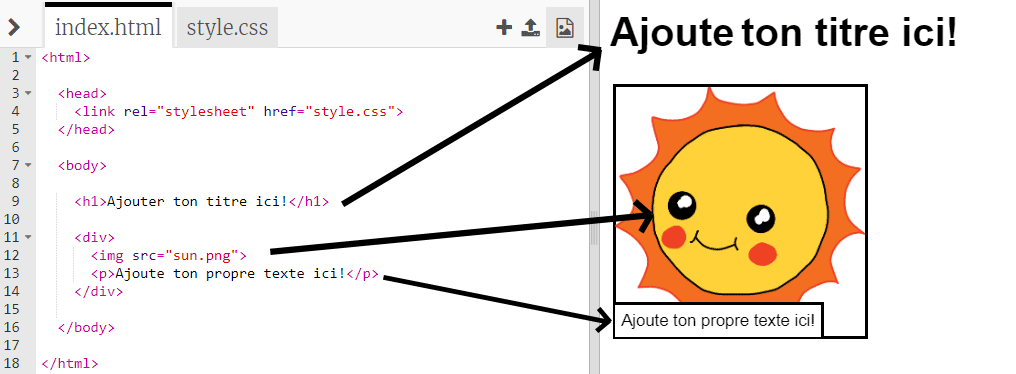 index.html style.css
1 <html>
2
3 <head>
4 <link rel="stylesheet" href="style.css">
5 </head>
6
7 <body>
8
9 <h1>Ajouter ton titre ici!</h1>
10
11 <div>
12 <img src="sun.png">
13 <p>Ajoute ton propre texte ici!</p>
14 </div>
15
16 </body>
17
18 </html>
Ajoute ton titre ici!
Ajoute ton propre texte ici!